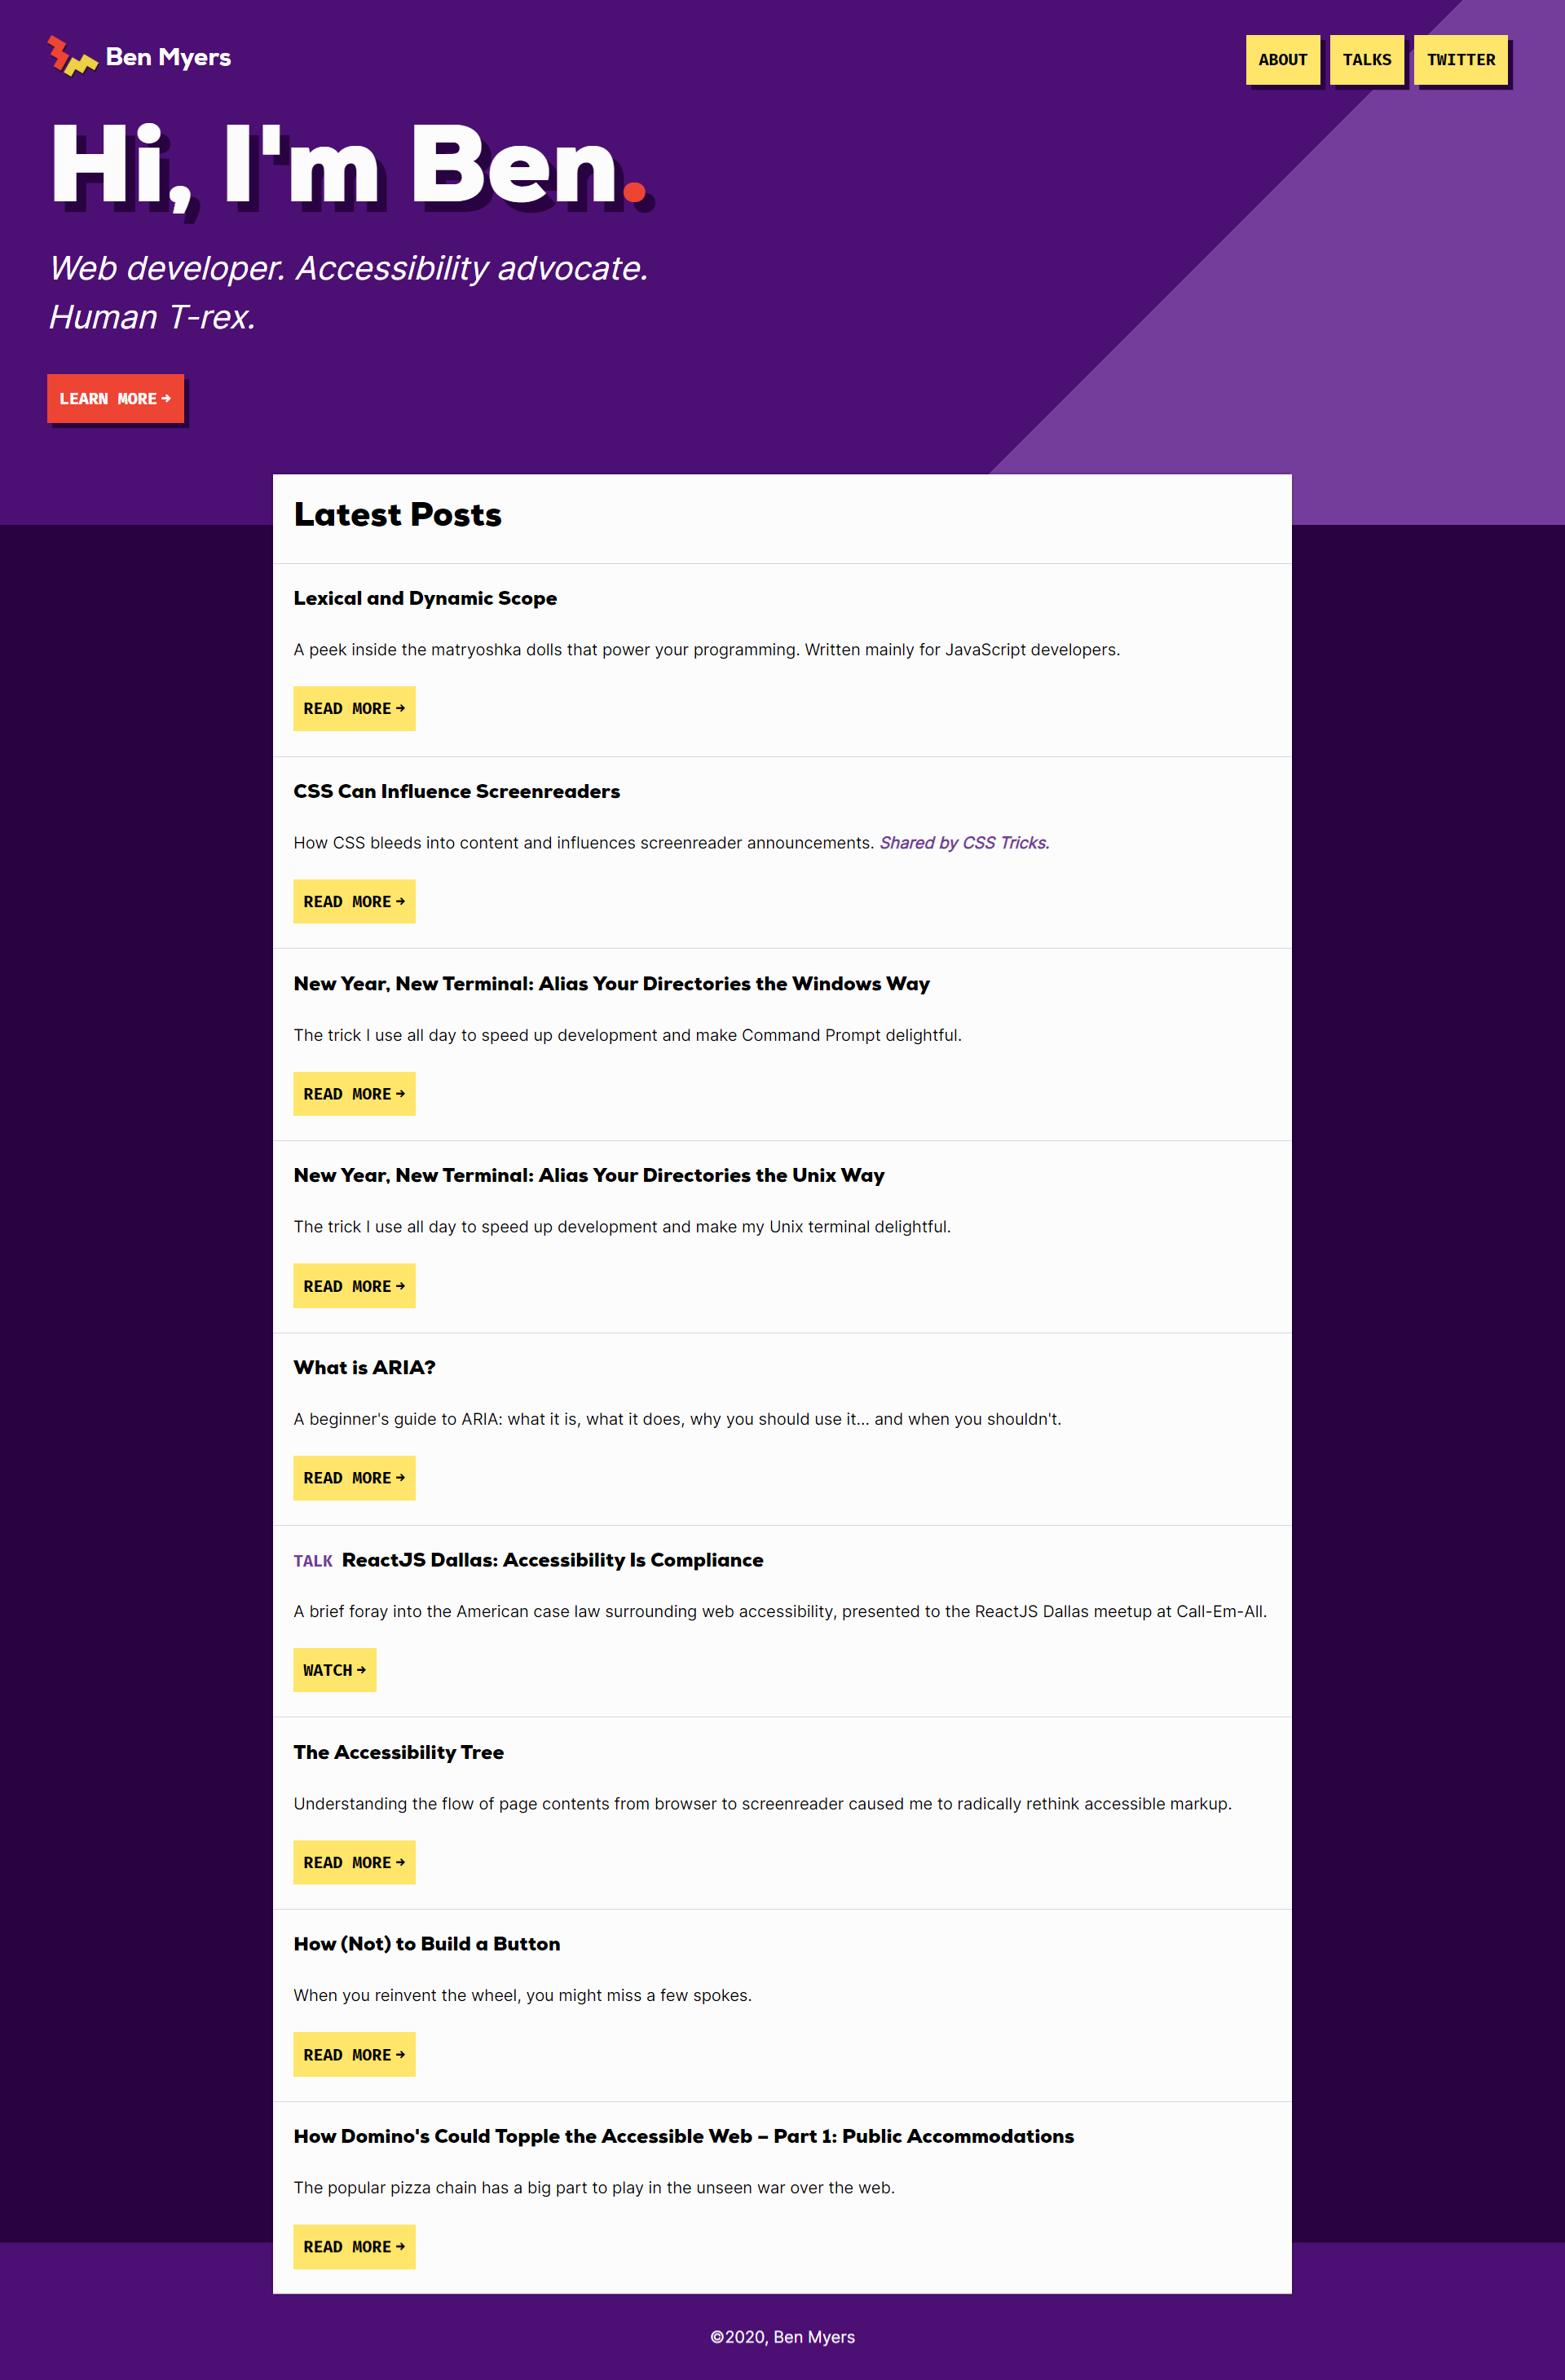 Ben Myers
ABOUT TALKS TWITTER
Hi, I'm Ben.
Web developer. Accessibility advocate.
Human T-rex.
LEARN MORE →
Latest Posts
Lexical and Dynamic Scope
A peek inside the matryoshka dolls that power your programming. Written mainly for JavaScript developers.
READ MORE →
CSS Can Influence Screenreaders
How CSS bleeds into content and influences screenreader announcements. Shared by CSS Tricks.
READ MORE →
New Year, New Terminal: Alias Your Directories the Windows Way
The trick I use all day to speed up development and make Command Prompt delightful.
READ MORE →
New Year, New Terminal: Alias Your Directories the Unix Way
The trick I use all day to speed up development and make my Unix terminal delightful.
READ MORE →
What is ARIA?
A beginner's guide to ARIA: what it is, what it does, why you should use it... and when you shouldn't.
READ MORE →
TALK ReactJS Dallas: Accessibility Is Compliance
A brief foray into the American case law surrounding web accessibility, presented to the ReactJS Dallas meetup at Call-Em-All.
WATCH →
The Accessibility Tree
Understanding the flow of page contents from browser to screenreader caused me to radically rethink accessible markup.
READ MORE →
How (Not) to Build a Button
When you reinvent the wheel, you might miss a few spokes.
READ MORE →
How Domino's Could Topple the Accessible Web – Part 1: Public Accommodations
The popular pizza chain has a big part to play in the unseen war over the web.
READ MORE →
©2020, Ben Myers